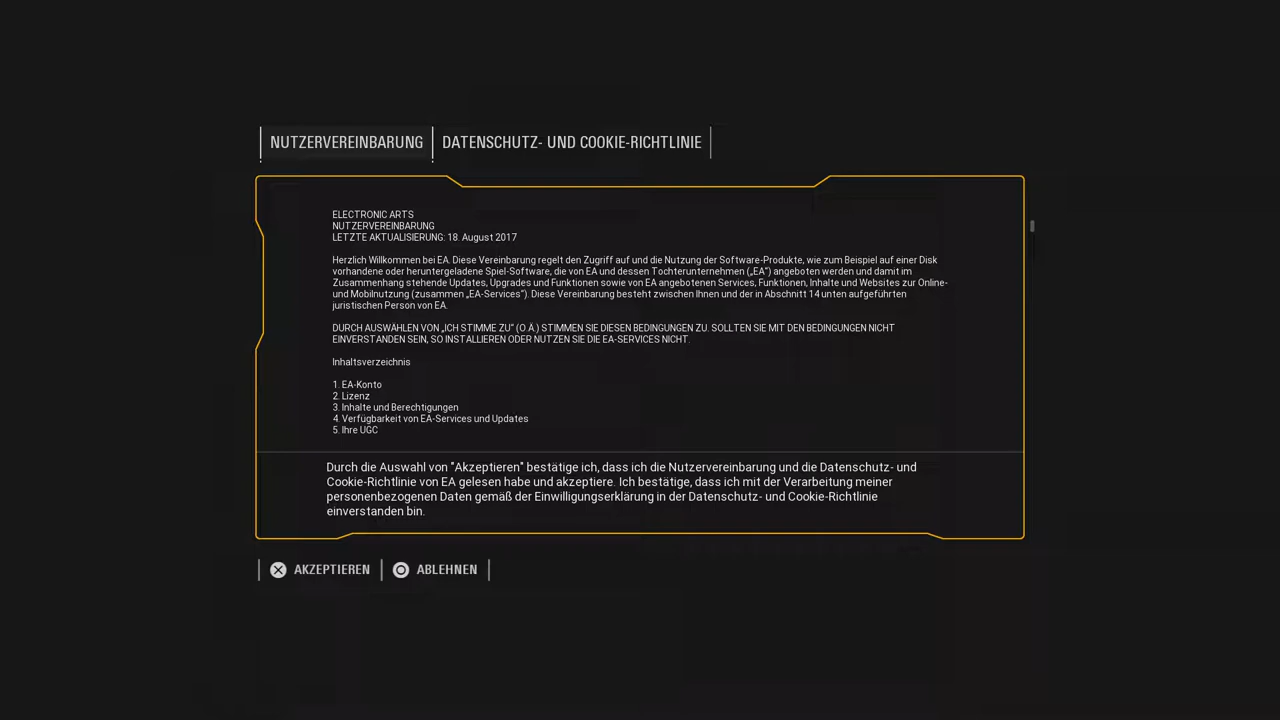 NUTZERVEREINBARUNG
DATENSCHUTZ- UND COOKIE-RICHTLINIE
ELECTRONIC ARTS
NUTZERVEREINBARUNG
LETZTE AKTUALISIERUNG: 18. August 2017
Herzlich Willkommen bei EA. Diese Vereinbarung regelt den Zugriff auf und die Nutzung der Software-Produkte, wie zum Beispiel auf einer Disk
vorhandene oder heruntergeladene Spiel-Software, die von EA und dessen Tochterunternehmen („EA“) angeboten werden und damit im
Zusammenhang stehende Updates, Upgrades und Funktionen sowie von EA angebotenen Services, Funktionen, Inhalte und Websites zur Online-
und Mobilnutzung (zusammen „EA-Services“). Diese Vereinbarung besteht zwischen Ihnen und der in Abschnitt 14 unten aufgeführten
juristischen Person von EA.
DURCH AUSWÄHLEN VON „ICH STIMME ZU“ (O.Ä.) STIMMEN SIE DIESEN BEDINGUNGEN ZU. SOLLTEN SIE MIT DEN BEDINGUNGEN NICHT
EINVERSTANDEN SEIN, SO INSTALLIEREN ODER NUTZEN SIE DIE EA-SERVICES NICHT.
Inhaltsverzeichnis
1. EA-Konto
2. Lizenz
3. Inhalte und Berechtigungen
4. Verfügbarkeit von EA-Services und Updates
5. Ihre UGC
Durch die Auswahl von "Akzeptieren" bestätige ich, dass ich die Nutzervereinbarung und die Datenschutz- und
Cookie-Richtlinie von EA gelesen habe und akzeptiere. Ich bestätige, dass ich mit der Verarbeitung meiner
personenbezogenen Daten gemäß der Einwilligungserklärung in der Datenschutz- und Cookie-Richtlinie
einverstanden bin.
AKZEPTIEREN
ABLEHNEN